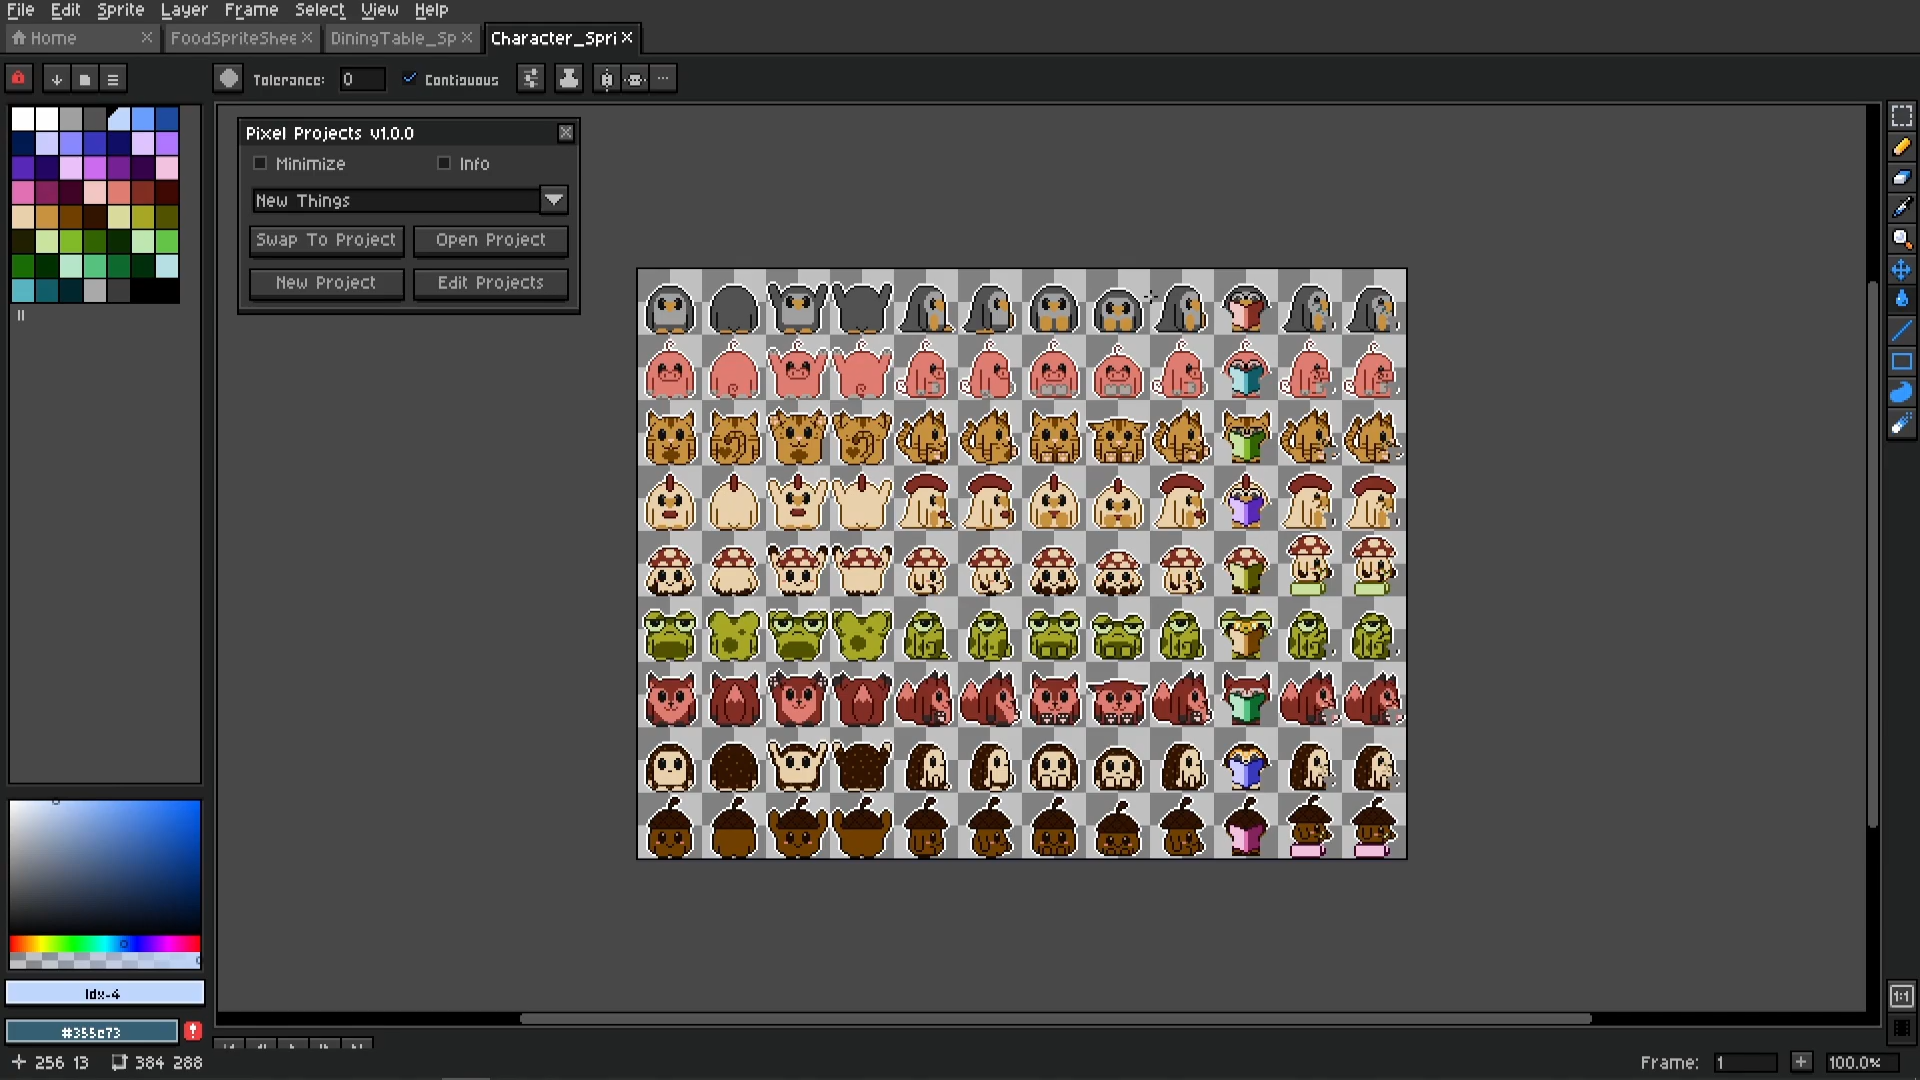 File Edit Sprite Layer Frame Select View Help
Home FoodSpriteShee DiningTable_Sp Character_Spri
Tolerance: 0 Contiguous
Pixel Projects v1.0.0
Minimize Info
New Things
Swap To Project Open Project
New Project Edit Projects
Idx-4
#355e73
256 13 384 288
Frame: 1 100.0%
1:1